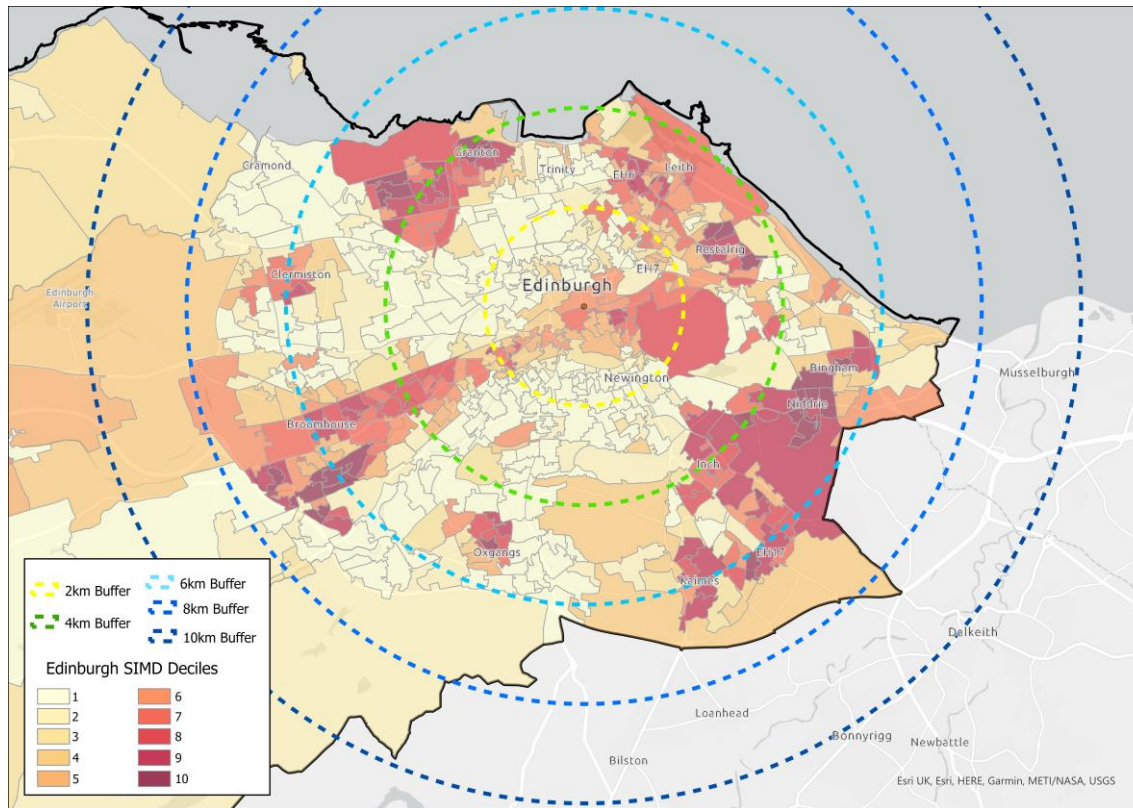 Cramond
Granton
Trinity
EH6
Leith
Restalrig
Clermiston
EH7
Edinburgh
Edinburgh
Airport
Newington
Bingham
Musselburgh
Niddrie
Broomhouse
Inch
Oxgangs
EH17
Kaimes
Dalkeith
Loanhead
Bonnyrigg
Newbattle
Bilston
2km Buffer
4km Buffer
6km Buffer
8km Buffer
10km Buffer
Edinburgh SIMD Deciles
1
2
3
4
5
6
7
8
9
10
Esri UK, Esri, HERE, Garmin, METI/NASA, USGS